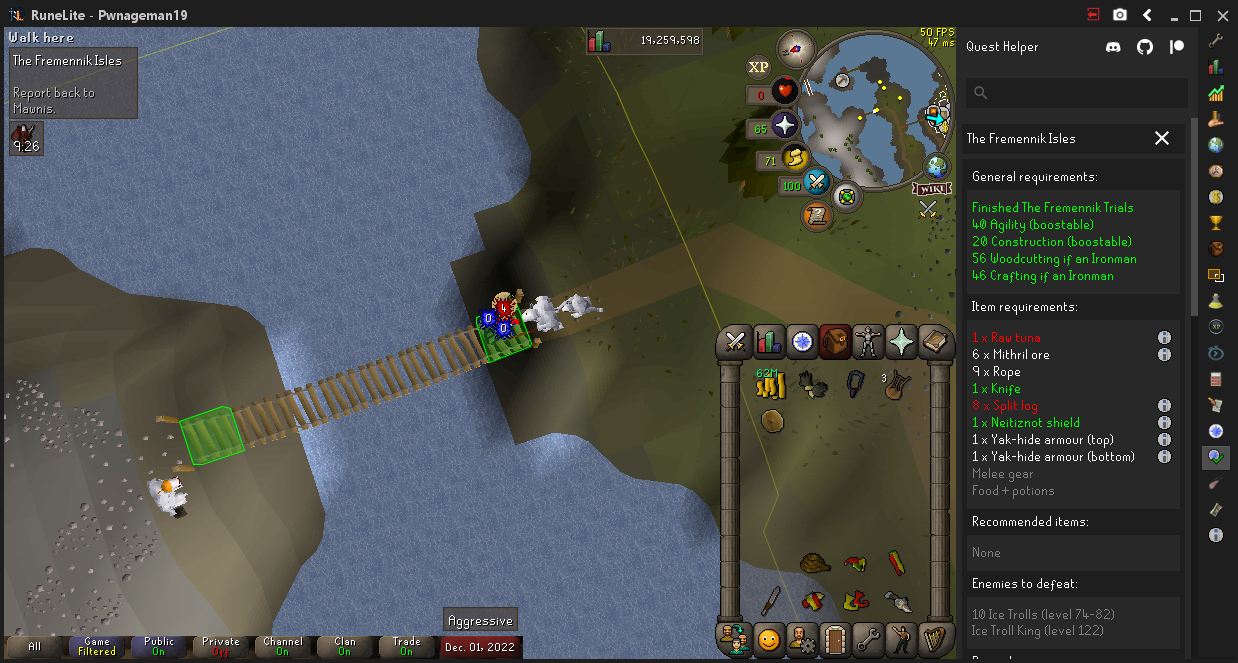 RuneLite - Pwnageman19
Walk here
The Fremennik Isles
Report back to
Mawnis.
9:26
19,259,598
50 FPS
47 ms
XP
0
65
71
100
WIKI
4
0
0
62M
3
Aggressive
All
Game
Filtered
Public
On
Private
Off
Channel
On
Clan
On
Trade
On
Dec. 01, 2022
Quest Helper
The Fremennik Isles
General requirements:
Finished The Fremennik Trials
40 Agility (boostable)
20 Construction (boostable)
56 Woodcutting if an Ironman
46 Crafting if an Ironman
Item requirements:
1 x Raw tuna
6 x Mithril ore
9 x Rope
1 x Knife
8 x Split log
1 x Neitiznot shield
1 x Yak-hide armour (top)
1 x Yak-hide armour (bottom)
Melee gear
Food + potions
Recommended items:
None
Enemies to defeat:
10 Ice Trolls (level 74-82)
Ice Troll King (level 122)